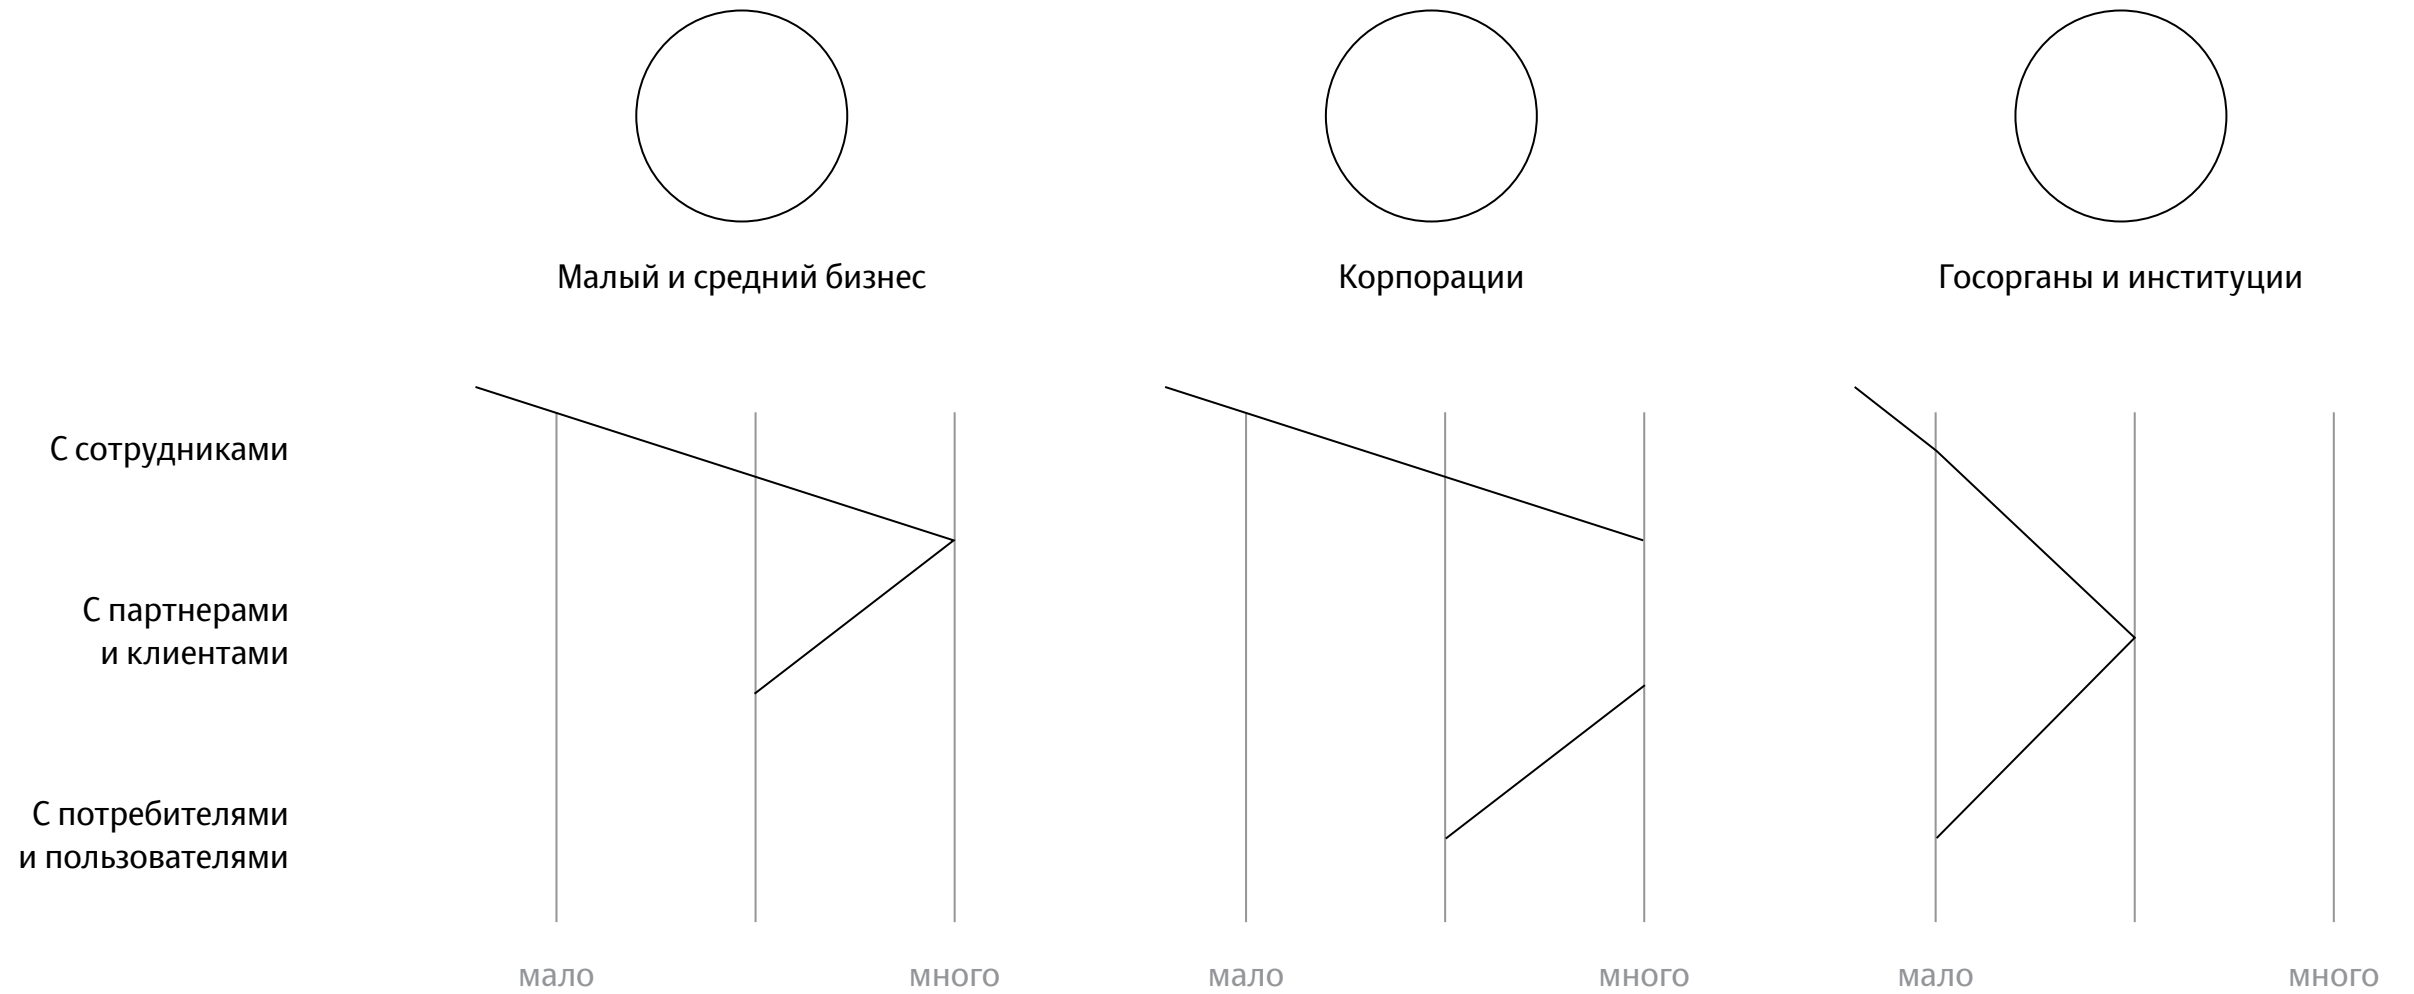 Малый и средний бизнес
Корпорации
Госорганы и институции
С сотрудниками
С партнерами
и клиентами
С потребителями
и пользователями
мало
много
мало
много
мало
много